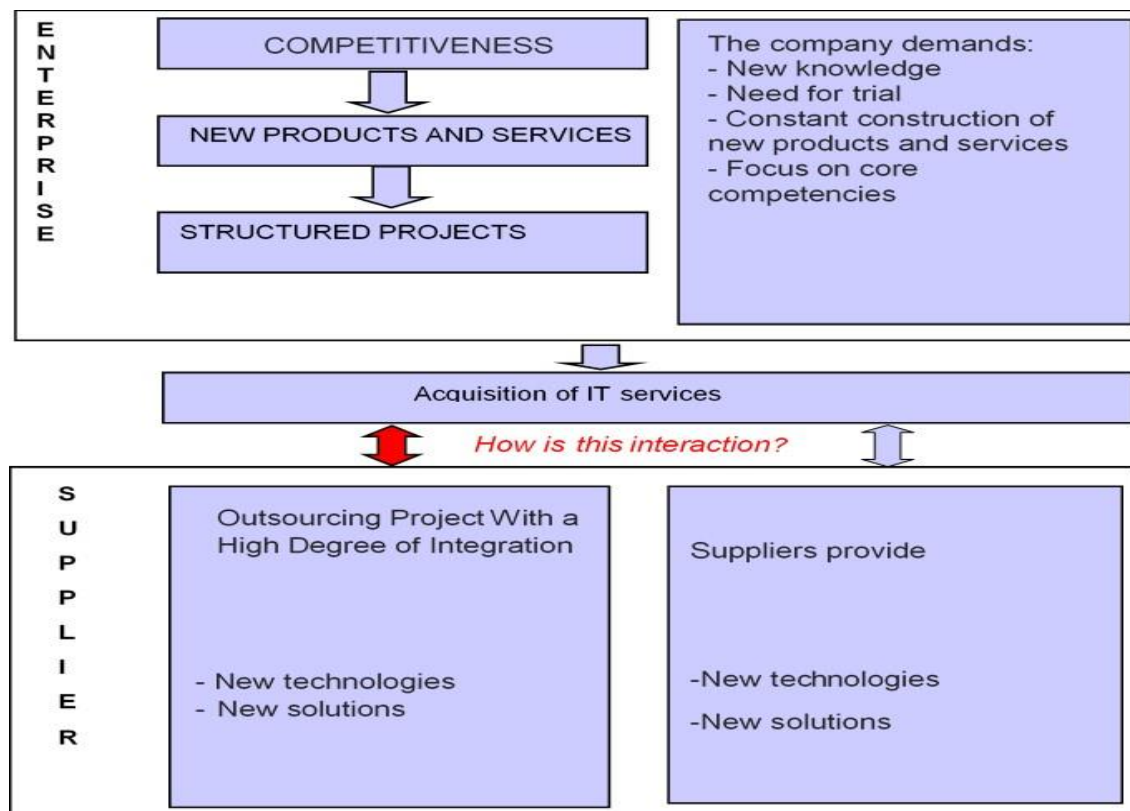 ENTERPRISE
COMPETITIVENESS
NEW PRODUCTS AND SERVICES
STRUCTURED PROJECTS
The company demands:
- New knowledge
- Need for trial
- Constant construction of
new products and services
- Focus on core
competencies
Acquisition of IT services
How is this interaction?
SUPPLIER
Outsourcing Project With a
High Degree of Integration
- New technologies
- New solutions
Suppliers provide
-New technologies
-New solutions